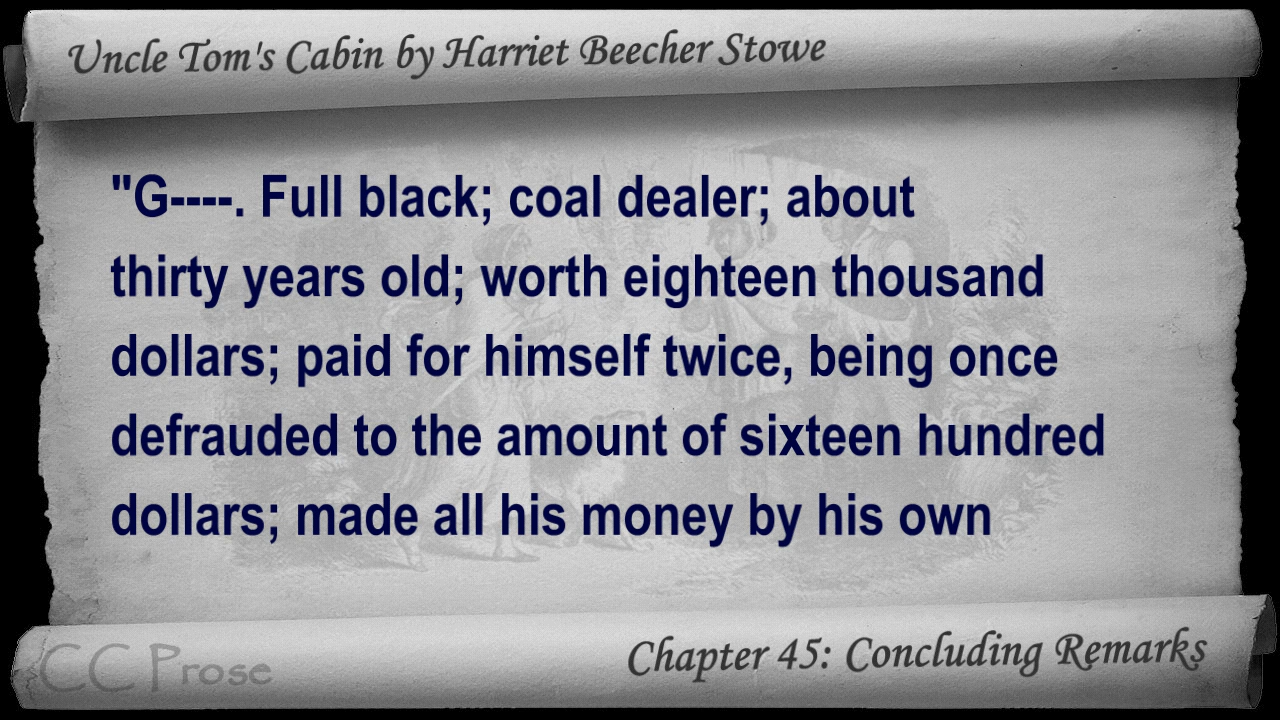 Uncle Tom's Cabin by Harriet Beecher Stowe
"G----. Full black; coal dealer; about
thirty years old; worth eighteen thousand
dollars; paid for himself twice, being once
defrauded to the amount of sixteen hundred
dollars; made all his money by his own
CC Prose
Chapter 45: Concluding Remarks